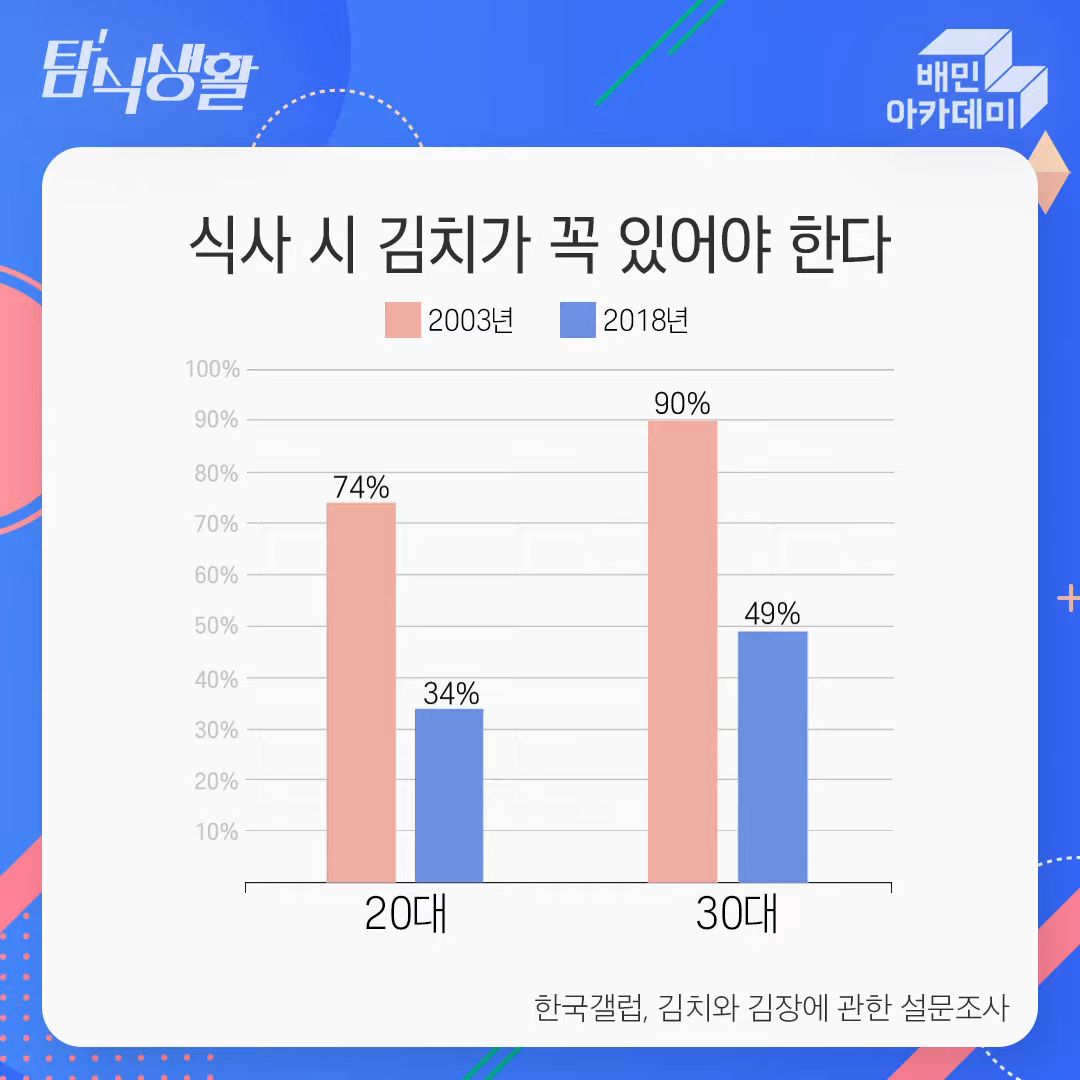 탐식생활
배민
아카데미
식사 시 김치가 꼭 있어야 한다
2003년 2018년
100%
90%
80%
70%
60%
50%
40%
30%
20%
10%
74%
34%
90%
49%
20대 30대
한국갤럽, 김치와 김장에 관한 설문조사